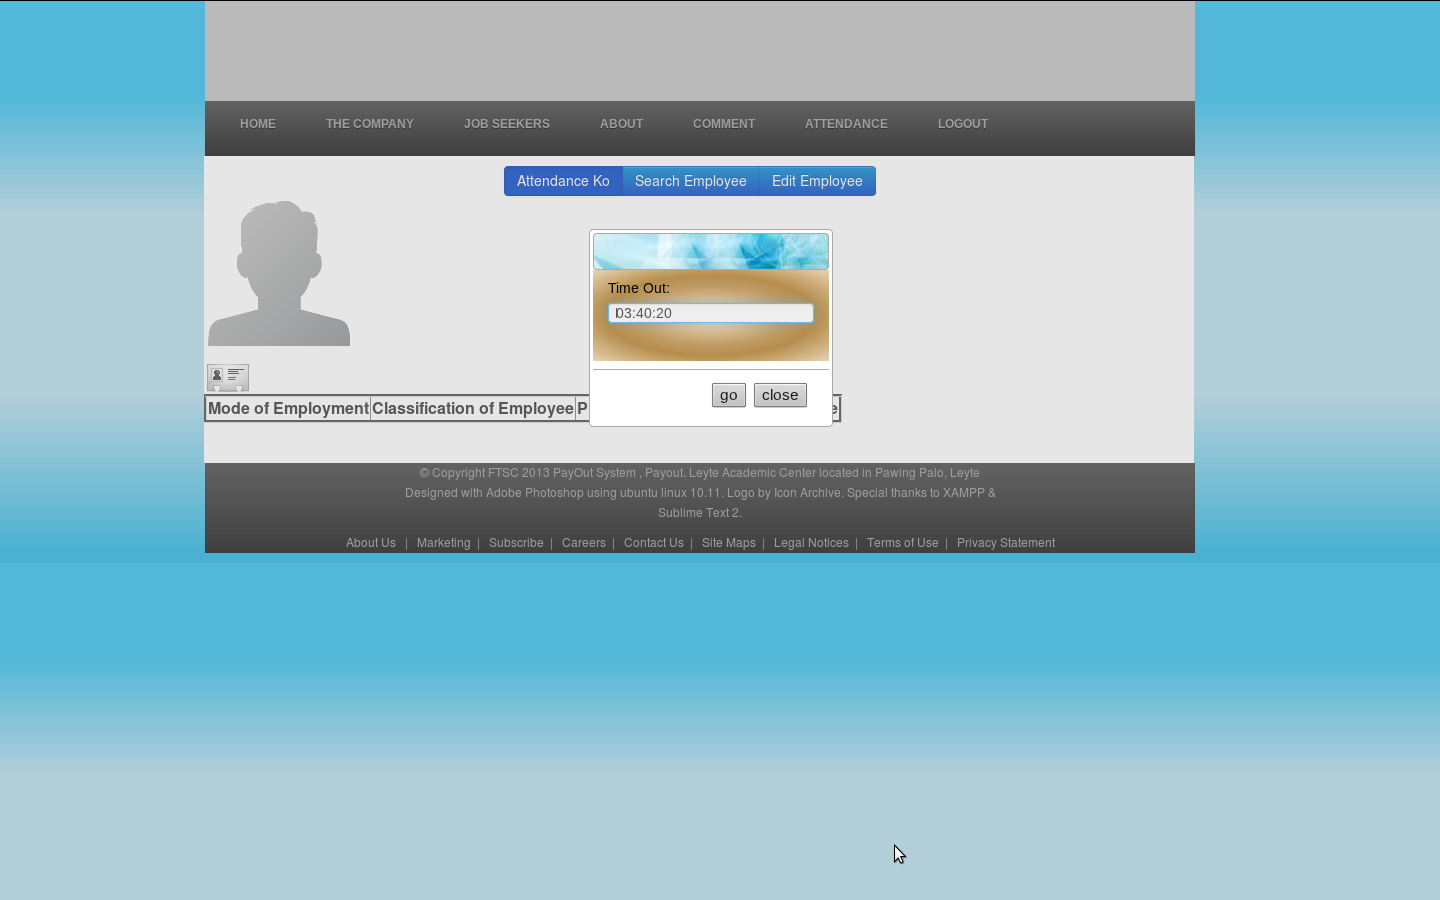 HOME THE COMPANY JOB SEEKERS ABOUT COMMENT ATTENDANCE LOGOUT
Attendance Ko Search Employee Edit Employee
Time Out:
03:40:20
go close
Mode of Employment Classification of Employee
© Copyright FTSC 2013 PayOut System , Payout. Leyte Academic Center located in Pawing Palo, Leyte
Designed with Adobe Photoshop using ubuntu linux 10.11. Logo by Icon Archive. Special thanks to XAMPP &
Sublime Text 2.
About Us | Marketing | Subscribe | Careers | Contact Us | Site Maps | Legal Notices | Terms of Use | Privacy Statement